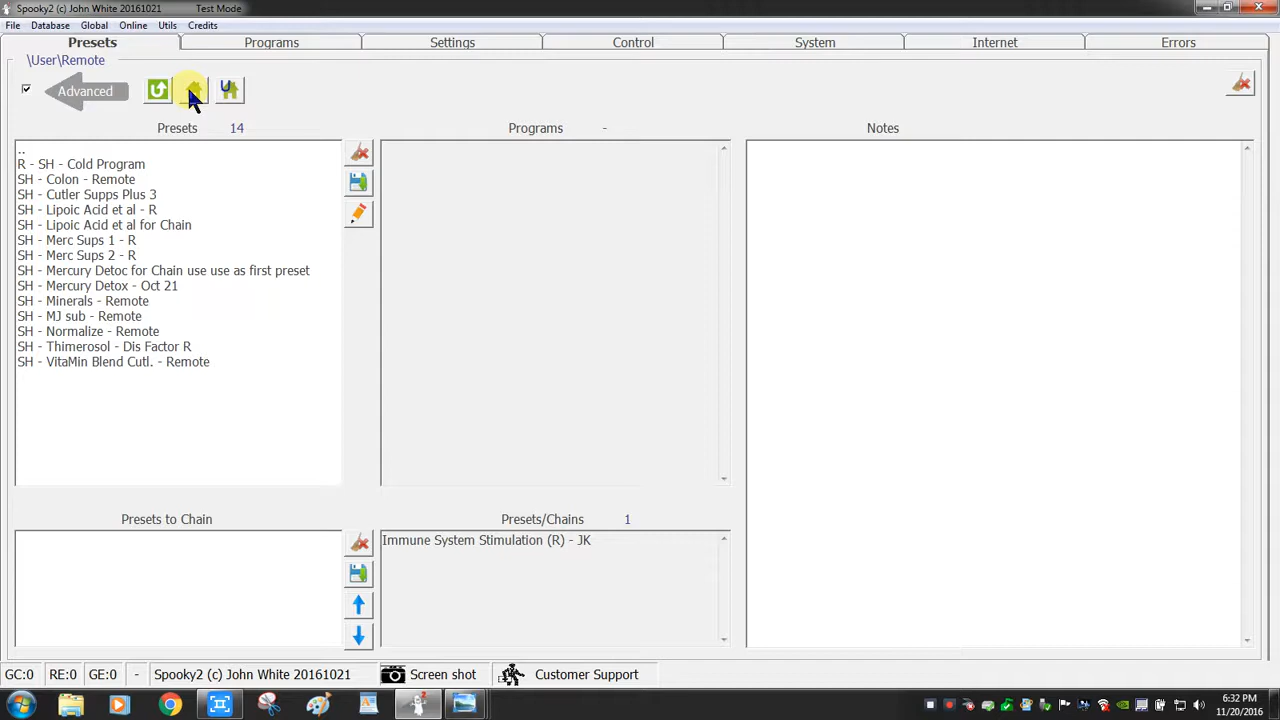 Spooky2 (c) John White 20161021 Test Mode
File Database Global Online Utils Credits
Presets Programs Settings Control System Internet Errors
\User\Remote
Advanced
U
Presets 14 Programs - Notes
..
R - SH - Cold Program
SH - Colon - Remote
SH - Cutler Supps Plus 3
SH - Lipoic Acid et al - R
SH - Lipoic Acid et al for Chain
SH - Merc Sups 1 - R
SH - Merc Sups 2 - R
SH - Mercury Detoc for Chain use use as first preset
SH - Mercury Detox - Oct 21
SH - Minerals - Remote
SH - MJ sub - Remote
SH - Normalize - Remote
SH - Thimerosol - Dis Factor R
SH - VitaMin Blend Cutl. - Remote
Presets to Chain Presets/Chains 1
Immune System Stimulation (R) - JK
GC:0 RE:0 GE:0 - Spooky2 (c) John White 20161021 Screen shot Customer Support
6:32 PM
11/20/2016